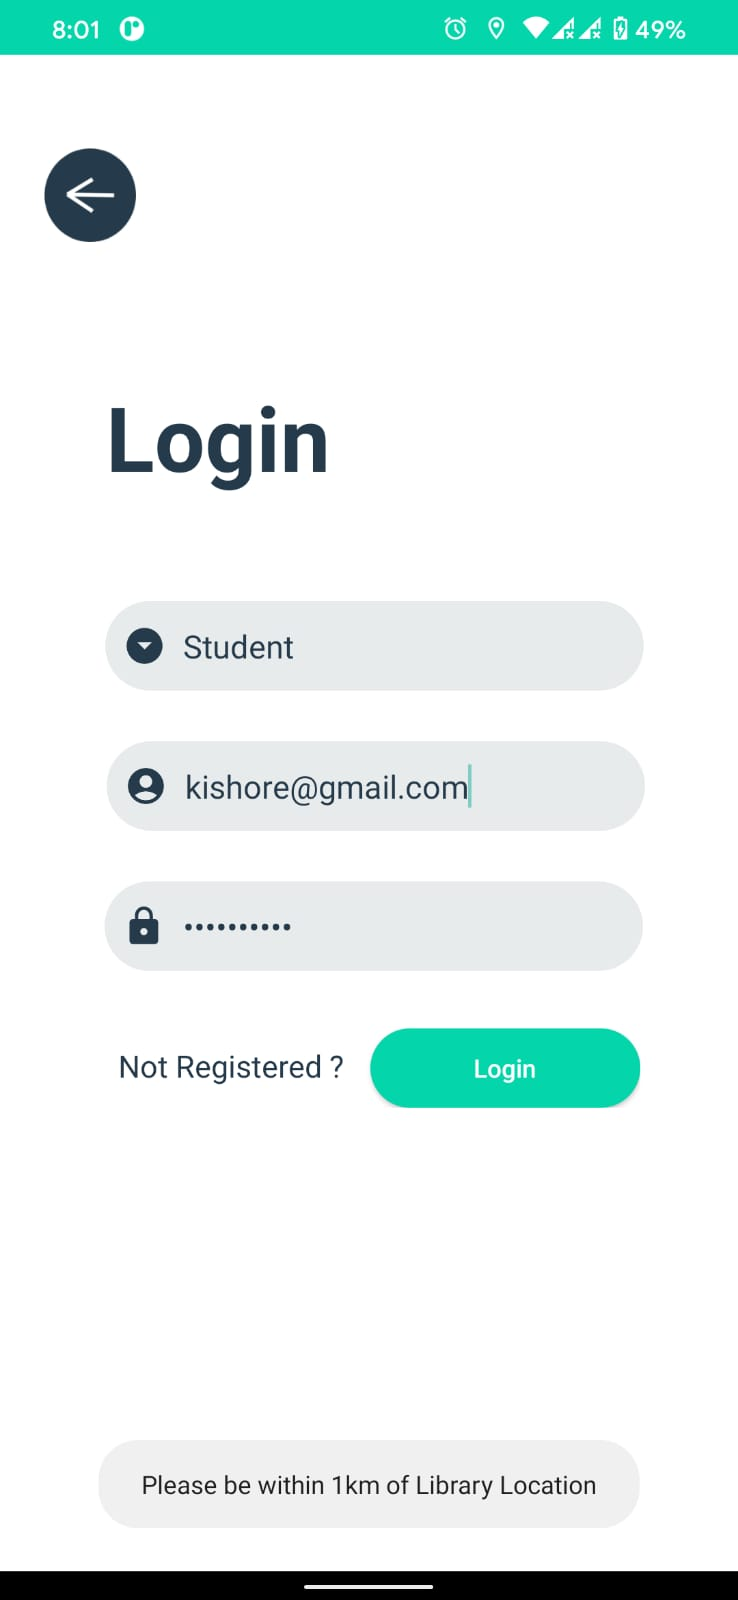 8:01 49%
Login
Student
kishore@gmail.com
••••••••••
Not Registered ? Login
Please be within 1km of Library Location